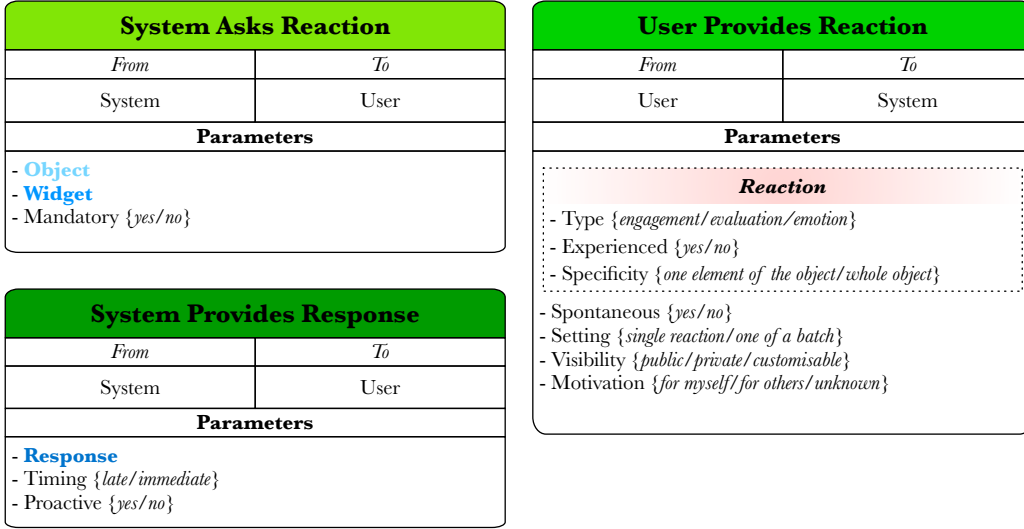 System Asks Reaction
From To
System User
Parameters
- Object
- Widget
- Mandatory {yes/no}
System Provides Response
From To
System User
Parameters
- Response
- Timing {late/immediate}
- Proactive {yes/no}
User Provides Reaction
From To
User System
Parameters
Reaction
- Type {engagement/evaluation/emotion}
- Experienced {yes/no}
- Specificity {one element of the object/whole object}
- Spontaneous {yes/no}
- Setting {single reaction/one of a batch}
- Visibility {public/private/customisable}
- Motivation {for myself/for others/unknown}